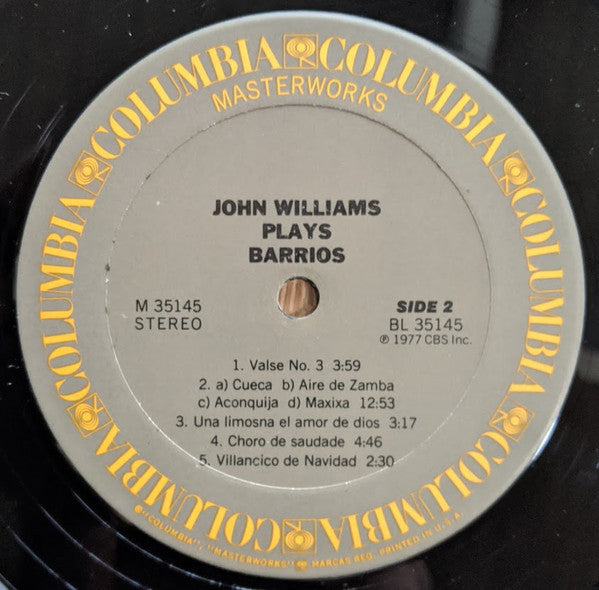 COLUMBIA COLUMBIA COLUMBIA COLUMBIA COLUMBIA COLUMBIA COLUMBIA COLUMBIA
MASTERWORKS
JOHN WILLIAMS
PLAYS
BARRIOS
M 35145
STEREO
SIDE 2
BL 35145
℗ 1977 CBS Inc.
1. Valse No. 3 3:59
2. a) Cueca b) Aire de Zamba
c) Aconquija d) Maxixa 12:53
3. Una limosna el amor de dios 3:17
4. Choro de saudade 4:46
5. Villancico de Navidad 2:30
"COLUMBIA", "MASTERWORKS" MARCAS REG. PRINTED IN U.S.A.